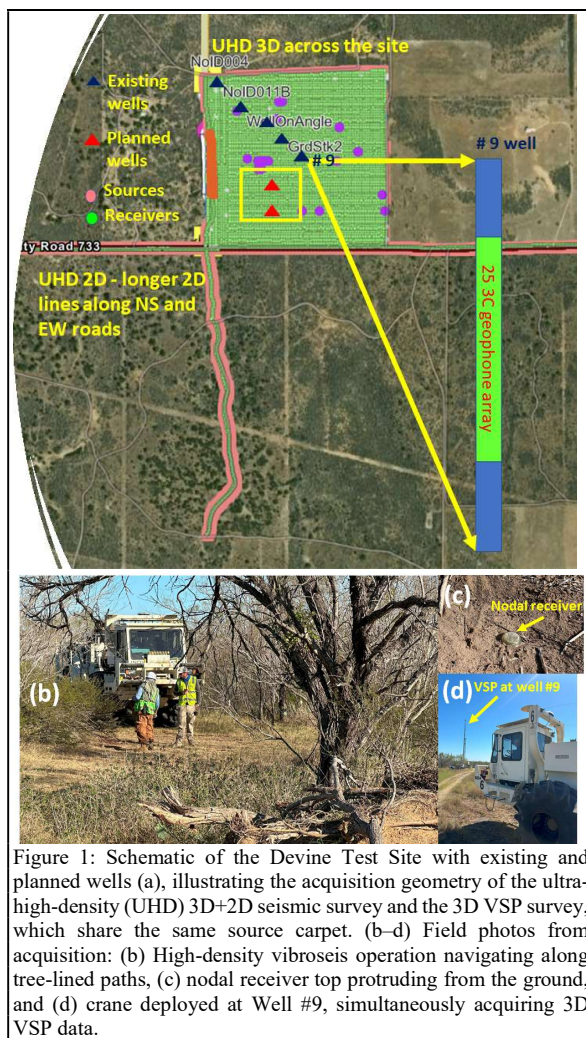 UHD 3D across the site
NoID004
Existing
wells
NoID011B
WellOnAngle
Planned
wells
GrdStk2
# 9
# 9 well
Sources
Receivers
ty Road 733
UHD 2D - longer 2D
lines along NS and
EW roads
25 3C geophone array
(b)
(c)
Nodal receiver
(d)
VSP at well #9
Figure 1: Schematic of the Devine Test Site with existing and
planned wells (a), illustrating the acquisition geometry of the ultra-
high-density (UHD) 3D+2D seismic survey and the 3D VSP survey,
which share the same source carpet. (b–d) Field photos from
acquisition: (b) High-density vibroseis operation navigating along
tree-lined paths, (c) nodal receiver top protruding from the ground,
and (d) crane deployed at Well #9, simultaneously acquiring 3D
VSP data.